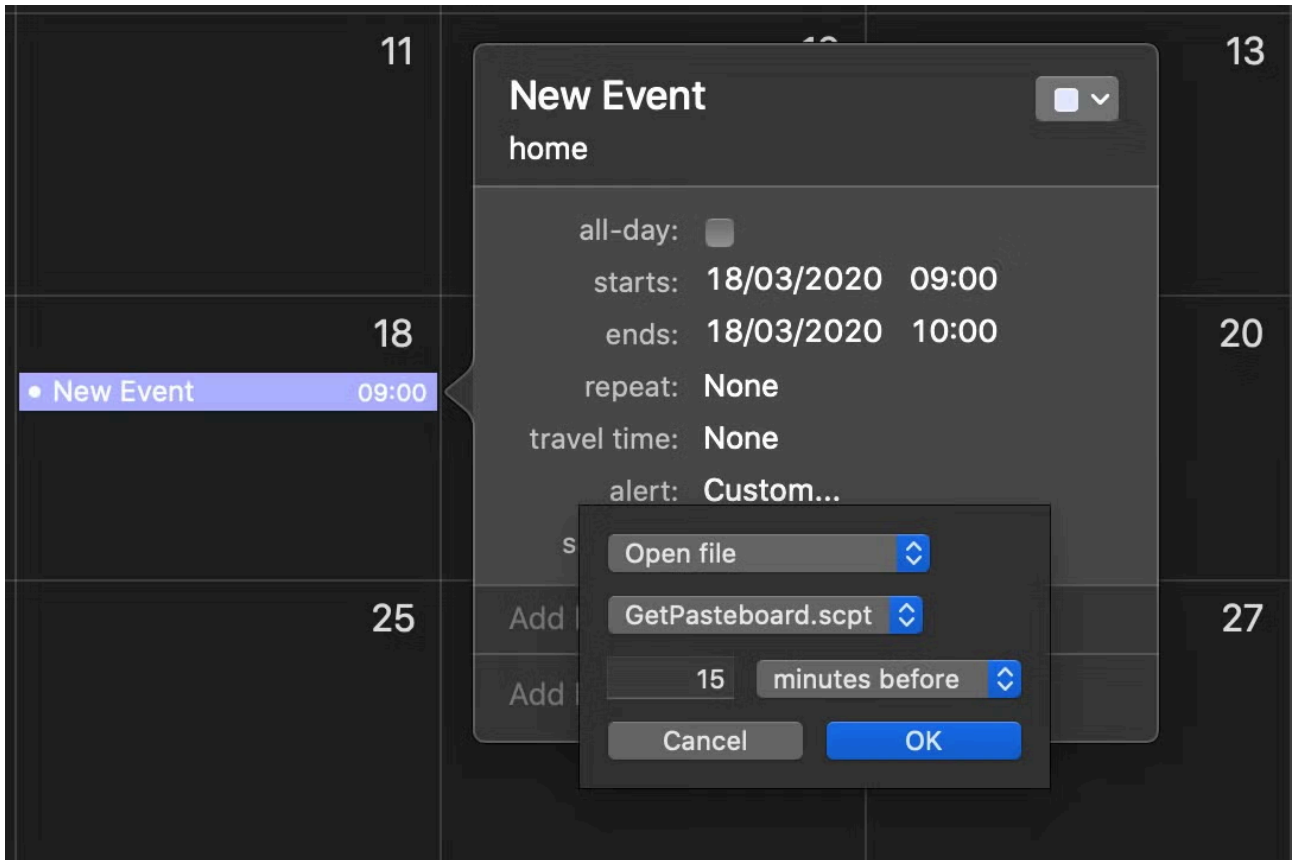 11
13
New Event
home
all-day:
starts: 18/03/2020 09:00
18
ends: 18/03/2020 10:00
20
New Event 09:00
repeat: None
travel time: None
alert: Custom...
Open file
25
Add
GetPasteboard.scpt
27
15 minutes before
Add
Cancel OK